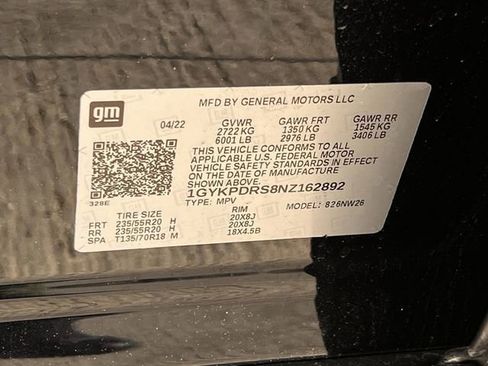 gm
MFD BY GENERAL MOTORS LLC
04/22 GVWR GAWR FRT GAWR RR
2722 KG 1350 KG 1545 KG
6001 LB 2976 LB 3406 LB
THIS VEHICLE CONFORMS TO ALL
APPLICABLE U.S. FEDERAL MOTOR
VEHICLE SAFETY STANDARDS IN EFFECT
ON THE DATE OF MANUFACTURE
SHOWN ABOVE.
1GYKPDRS8NZ162892
328E TYPE: MPV MODEL: 826NW26
TIRE SIZE RIM
FRT 235/55R20 H 20X8J
RR 235/55R20 H 20X8J
SPA T135/70R18 M 18X4.5B